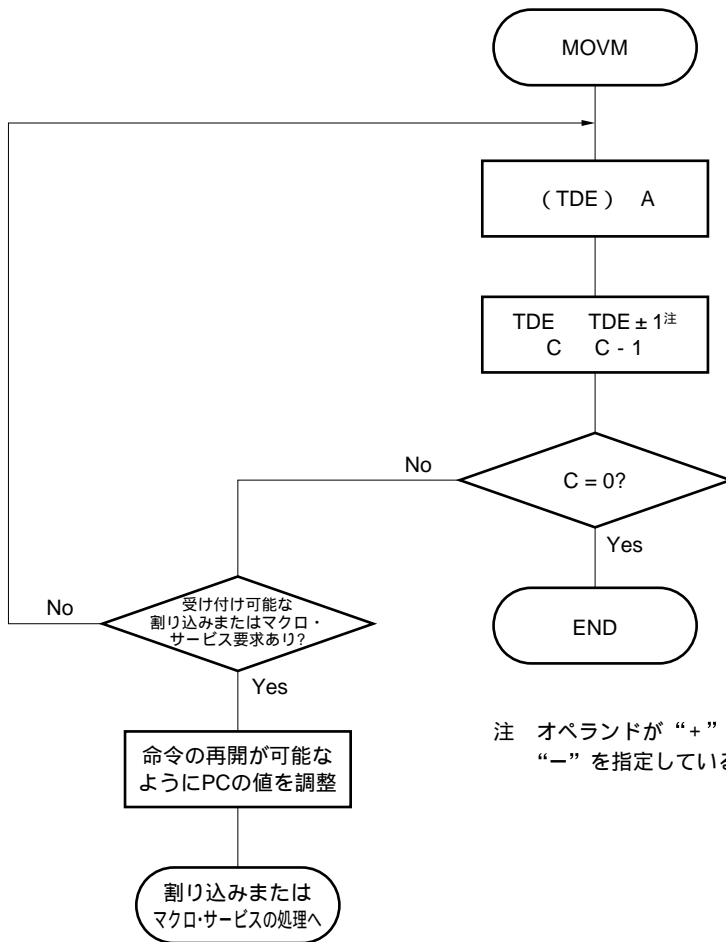 MOVM
（TDE） A
TDE TDE ± 1注
C C - 1
C = 0?
No
Yes
END
受け付け可能な
割り込みまたはマクロ・
サービス要求あり?
No
Yes
命令の再開が可能な
ようにPCの値を調整
割り込みまたは
マクロ・サービスの処理へ
注 オペランドが“+”
“−”を指定している